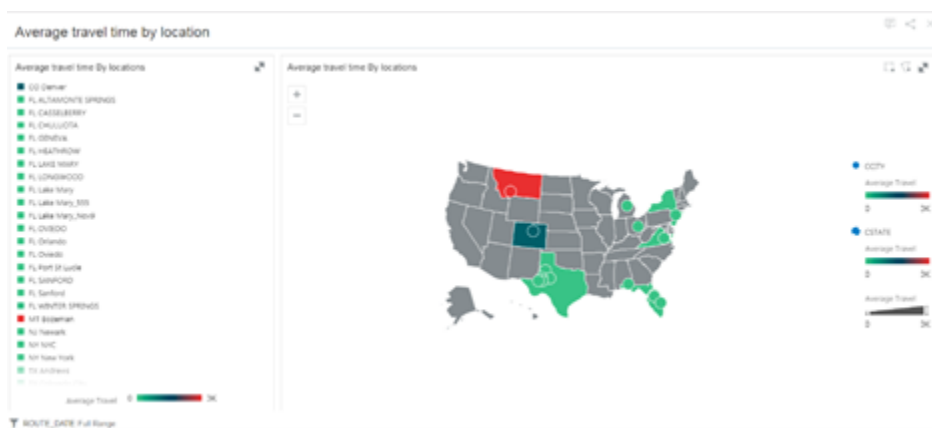 Average travel time by location
Average travel time By locations
CO Denver
FL ALTAMONTE SPRINGS
FL CASSELBERRY
FL CHULUOTA
FL GENEVA
FL HEATHROW
FL LAKE MARY
FL LONGWOOD
FL Lake Mary
FL Lake Mary_555
FL Lake Mary_Nov9
FL OVIEDO
FL Orlando
FL Oviedo
FL Port St Lucie
FL SANFORD
FL Sanford
FL WINTER SPRINGS
MT Bozeman
NJ Newark
NY NYC
NY New York
TX Andrews
Average Travel 0 3K
Average travel time By locations
+
−
CCITY
Average Travel
0 3K
CSTATE
Average Travel
0 3K
Average Travel
0 3K
ROUTE_DATE Full Range